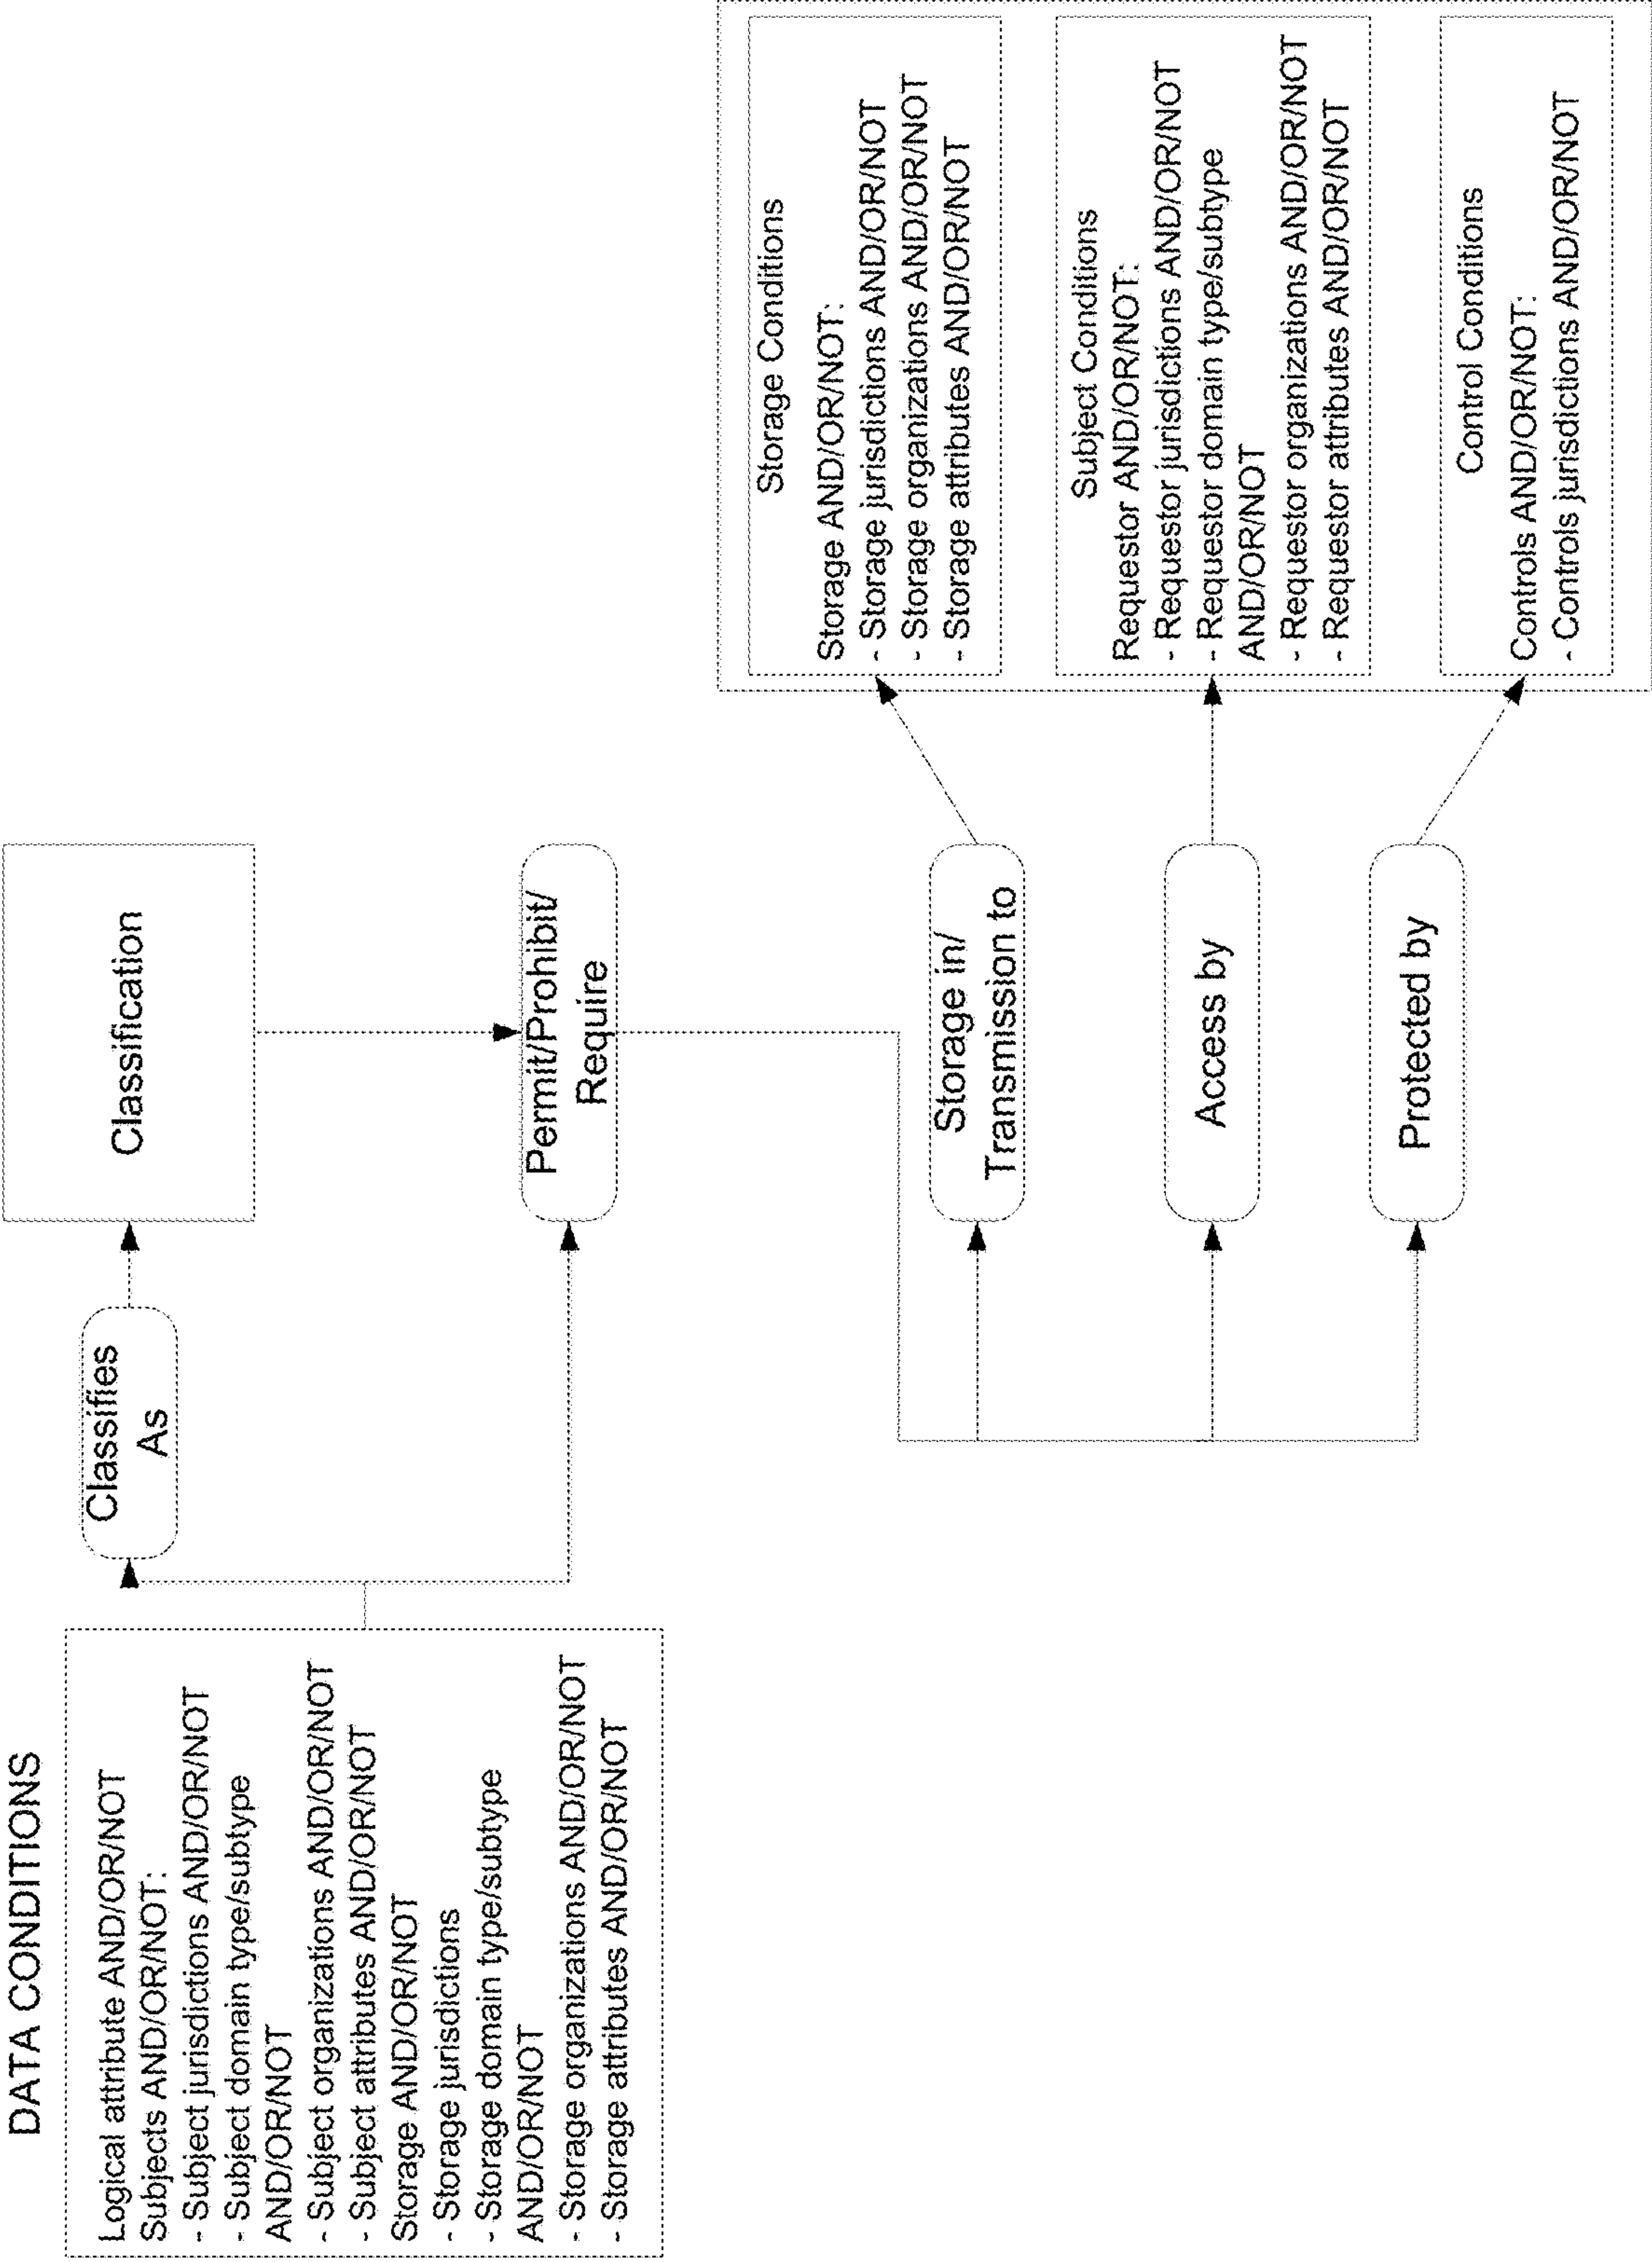 DATA CONDITIONS
Logical attribute AND/OR/NOT
Subjects AND/OR/NOT:
- Subject jurisdictions AND/OR/NOT
- Subject domain type/subtype
AND/OR/NOT
- Subject organizations AND/OR/NOT
- Subject attributes AND/OR/NOT
Storage AND/OR/NOT
- Storage jurisdictions
- Storage domain type/subtype
AND/OR/NOT
- Storage organizations AND/OR/NOT
- Storage attributes AND/OR/NOT
Classifies
As
Classification
Permit/Prohibit/
Require
Storage in/
Transmission to
Access by
Protected by
Storage Conditions
Storage AND/OR/NOT:
- Storage jurisdictions AND/OR/NOT
- Storage organizations AND/OR/NOT
- Storage attributes AND/OR/NOT
Subject Conditions
Requestor AND/OR/NOT:
- Requestor jurisdictions AND/OR/NOT
- Requestor domain type/subtype
AND/OR/NOT
- Requestor organizations AND/OR/NOT
- Requestor attributes AND/OR/NOT
Control Conditions
Controls AND/OR/NOT:
- Controls jurisdictions AND/OR/NOT